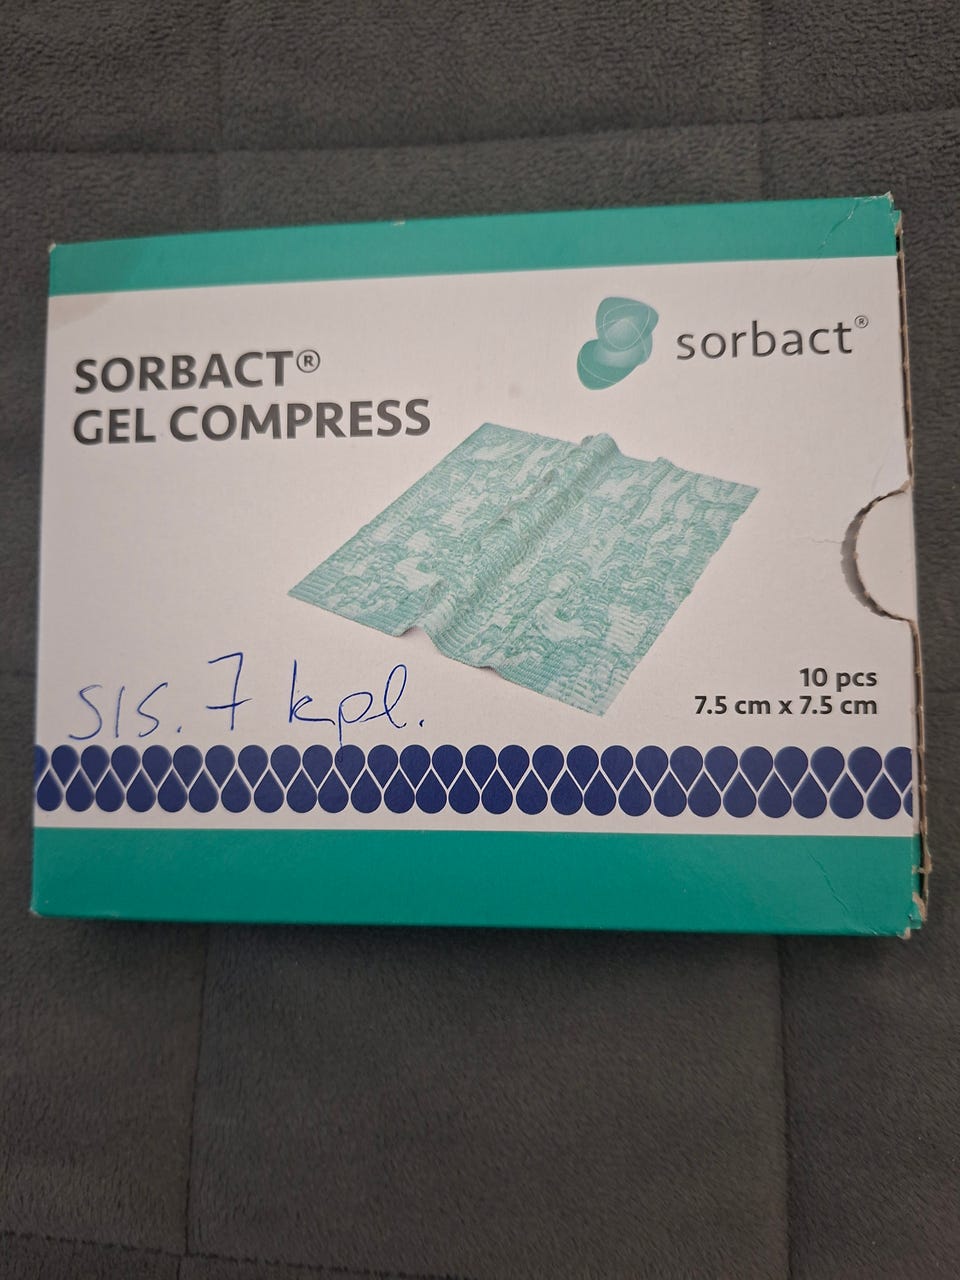 sorbact®
SORBACT®
GEL COMPRESS
10 pcs
7.5 cm x 7.5 cm
sis. 7 kpl.